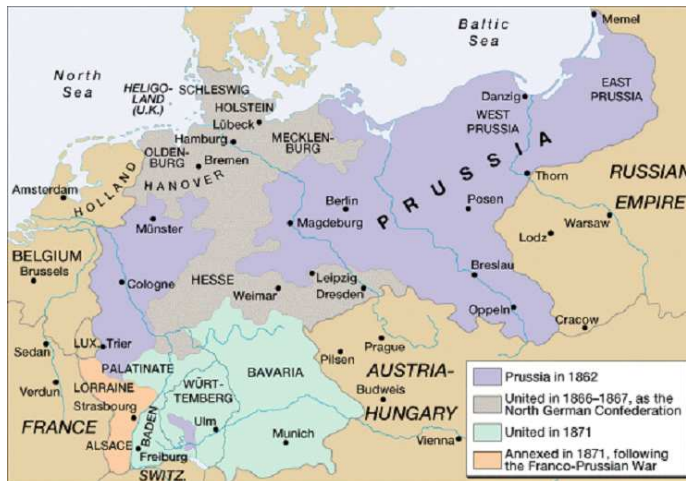 Baltic
Sea
Memel
North
Sea
HELIGO-
LAND
(U.K.)
SCHLESWIG
HOLSTEIN
Lübeck
Hamburg
MECKLEN-
BURG
Danzig
WEST
PRUSSIA
EAST
PRUSSIA
OLDEN-
BURG
Bremen
HANOVER
PRUSSIA
Thorn
RUSSIAN
EMPIRE
Amsterdam
HOLLAND
Berlin
Posen
Warsaw
Münster
Magdeburg
Lodz
BELGIUM
Brussels
Cologne
HESSE
Leipzig
Weimar
Dresden
Breslau
Oppeln
Cracow
Sedan
LUX.
Trier
Prague
Pilsen
PALATINATE
BAVARIA
AUSTRIA-
HUNGARY
Verdun
LORRAINE
WÜRT-
TEMBERG
Budweis
Strasbourg
FRANCE
BADEN
Ulm
ALSACE
Munich
Vienna
Freiburg
SWITZ.
Prussia in 1862
United in 1866–1867, as the
North German Confederation
United in 1871
Annexed in 1871, following
the Franco-Prussian War